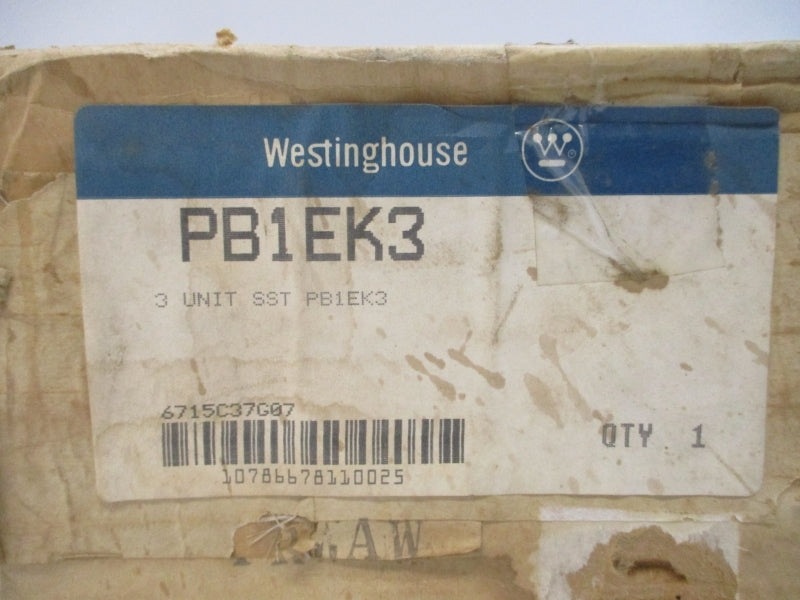 Westinghouse W ®
PB1EK3
3 UNIT SST PB1EK3
6715C37G07
10786678110025
QTY 1